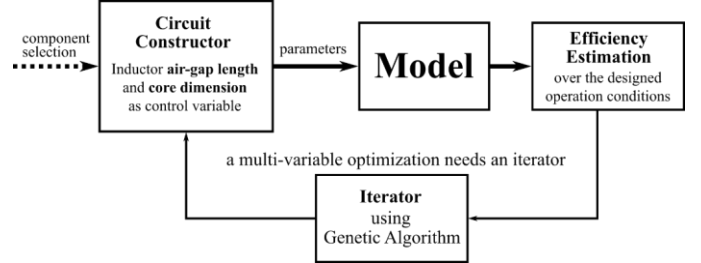 component
selection
Circuit
Constructor
Inductor air-gap length
and core dimension
as control variable
parameters
Model
Efficiency
Estimation
over the designed
operation conditions
a multi-variable optimization needs an iterator
Iterator
using
Genetic Algorithm